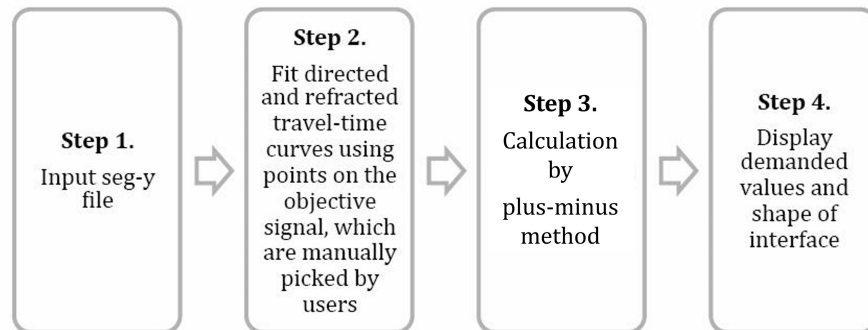 Step 1.
Input seg-y
file
Step 2.
Fit directed
and refracted
travel-time
curves using
points on the
objective
signal, which
are manually
picked by
users
Step 3.
Calculation
by
plus-minus
method
Step 4.
Display
demanded
values and
shape of
interface